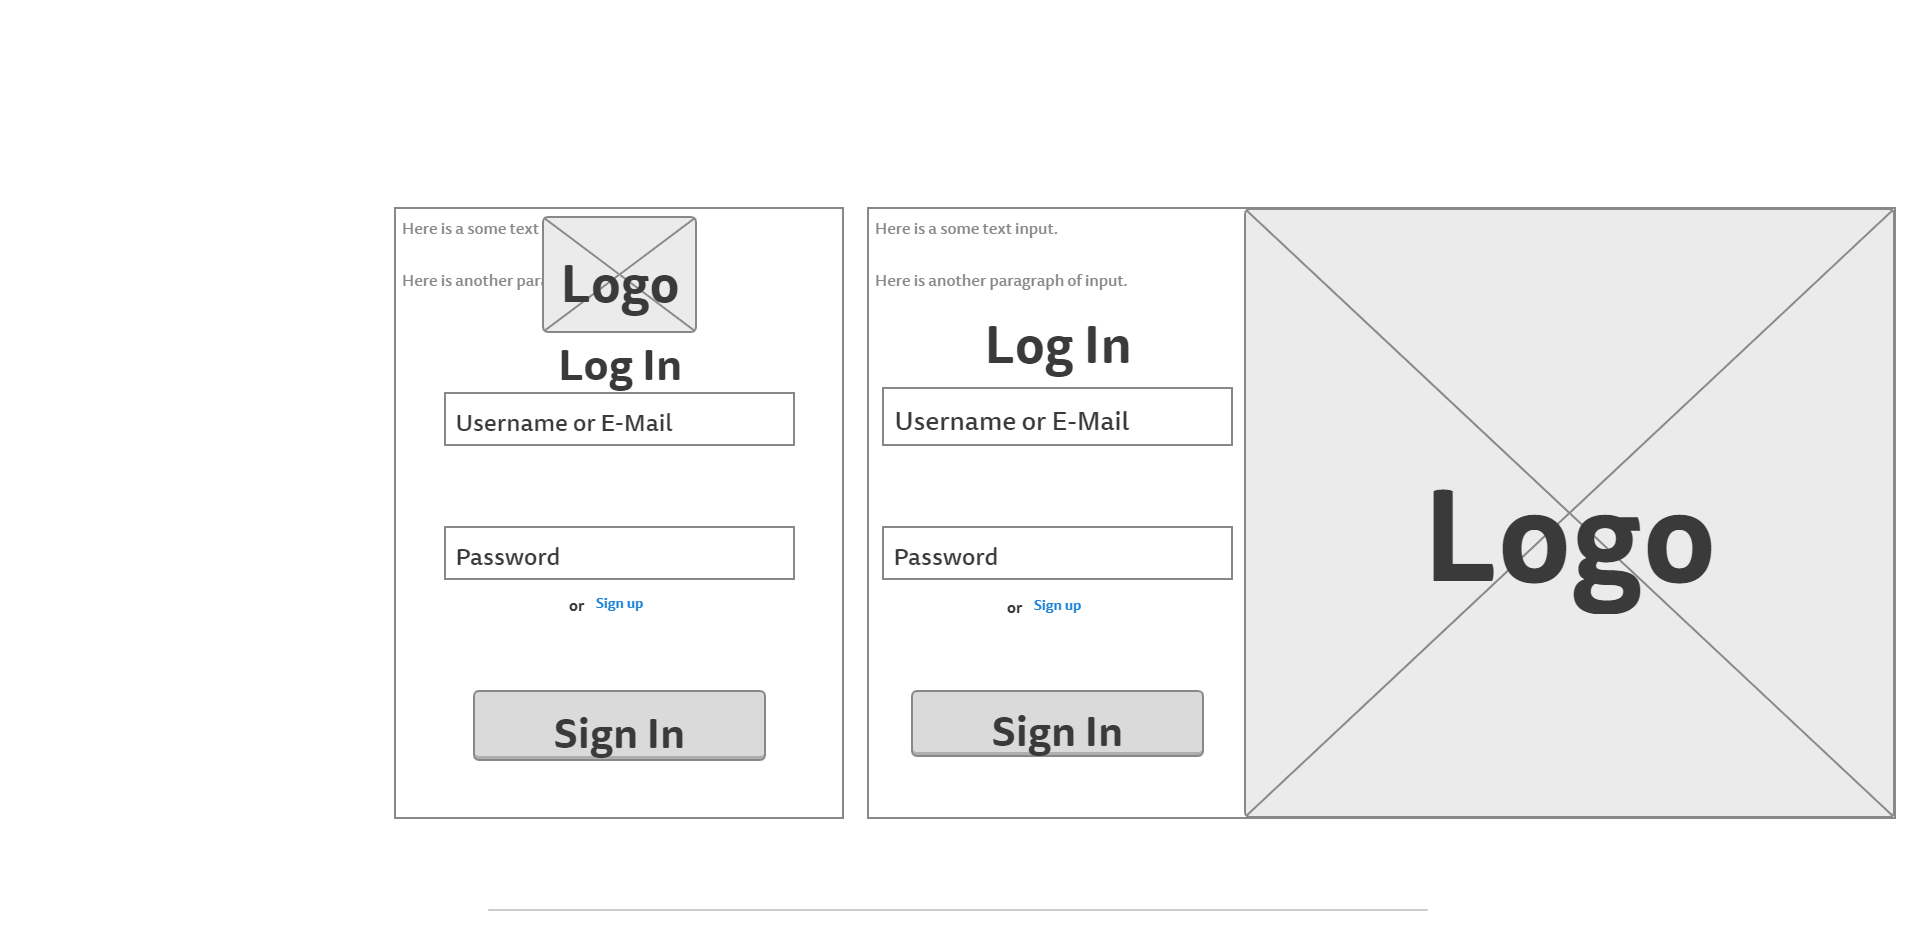 Here is a some text
Here is another par
Logo
Log In
Username or E-Mail
Password
or Sign up
Sign In
Here is a some text input.
Here is another paragraph of input.
Log In
Username or E-Mail
Password
or Sign up
Sign In
Logo